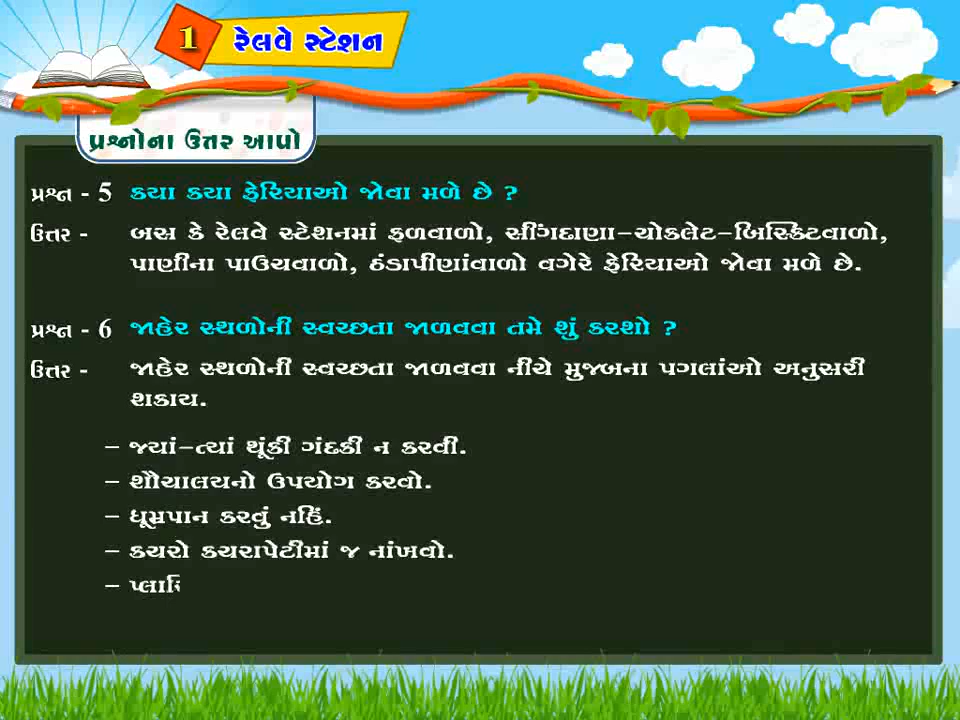 1 રેલવે સ્ટેશન
પ્રશ્નોના ઉત્તર આપો
પ્રશ્ન - 5 કયા કયા ફેરિયાઓ જોવા મળે છે ?
ઉત્તર - બસ કે રેલવે સ્ટેશનમાં ફળવાળો, સીંગદાણા-ચોકલેટ-બિસ્કિટવાળો,
પાણીના પાઉચવાળો, ઠંડાપીણાંવાળો વગેરે ફેરિયાઓ જોવા મળે છે.
પ્રશ્ન - 6 જાહેર સ્થળોની સ્વચ્છતા જાળવવા તમે શું કરશો ?
ઉત્તર - જાહેર સ્થળોની સ્વચ્છતા જાળવવા નીચે મુજબના પગલાંઓ અનુસરી
શકાય.
- જ્યાં-ત્યાં થૂંકી ગંદકી ન કરવી.
- શૌચાલયનો ઉપયોગ કરવો.
- ધૂમ્રપાન કરવું નહિં.
- કચરો કચરાપેટીમાં જ નાંખવો.
-